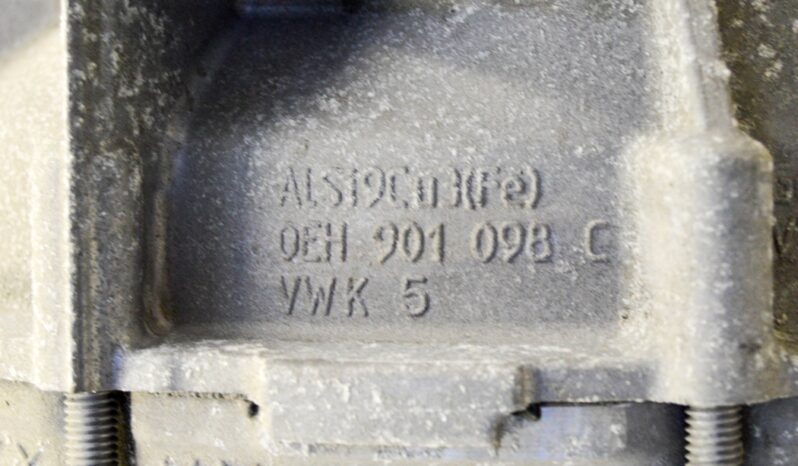 ALSi9Cu3(Fe)
0EH 901 098 C
VWK 5